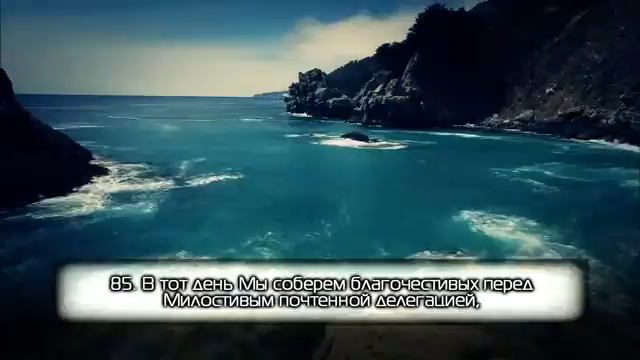 85. В тот день Мы соберем благочестивых перед
Милостивым почтенной делегацией,